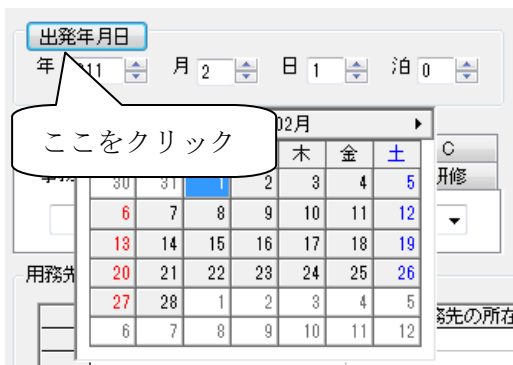 出発年月日
年 011 月 2 日 1 泊 0
ここをクリック
02月
木 金 土
C
研修
30 31 1 2 3 4 5
6 7 8 9 10 11 12
13 14 15 16 17 18 19
20 21 22 23 24 25 26
27 28 1 2 3 4 5
6 7 8 9 10 11 12
用務先
務先の所在